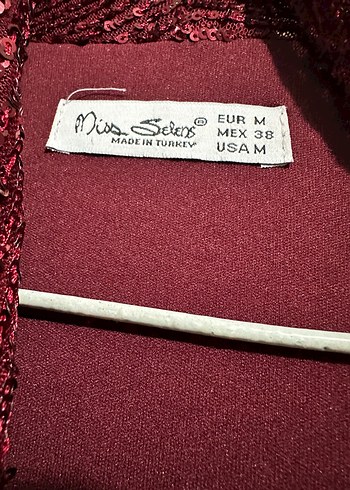 Miss Selens®
MADE IN TURKEY
EUR M
MEX 38
USA M